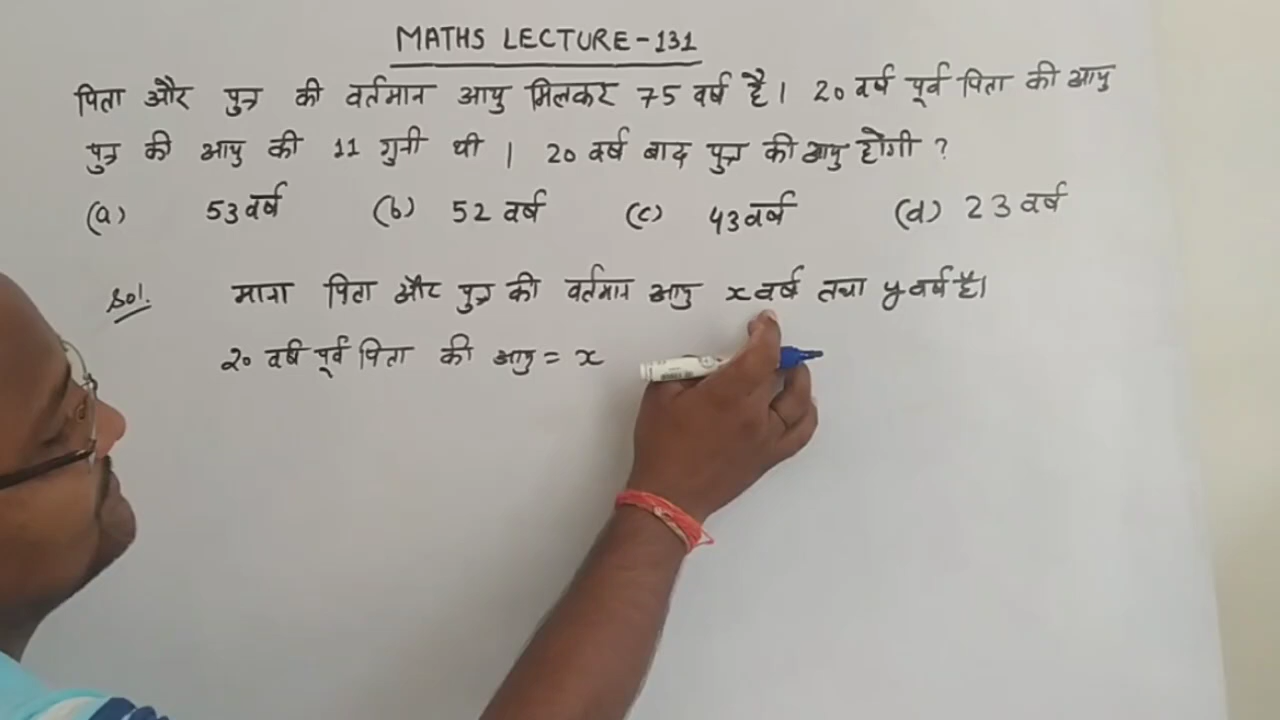 MATHS LECTURE-131
पिता और पुत्र की वर्तमान आयु मिलकर 75 वर्ष है। 20 वर्ष पूर्व पिता की आयु
पुत्र की आयु की 11 गुनी थी । 20 वर्ष बाद पुत्र की आयु होगी ?
(a) 53 वर्ष (b) 52 वर्ष (c) 43 वर्ष (d) 23 वर्ष
Sol. माना पिता और पुत्र की वर्तमान आयु x वर्ष तथा y वर्ष है।
20 वर्ष पूर्व पिता की आयु = x